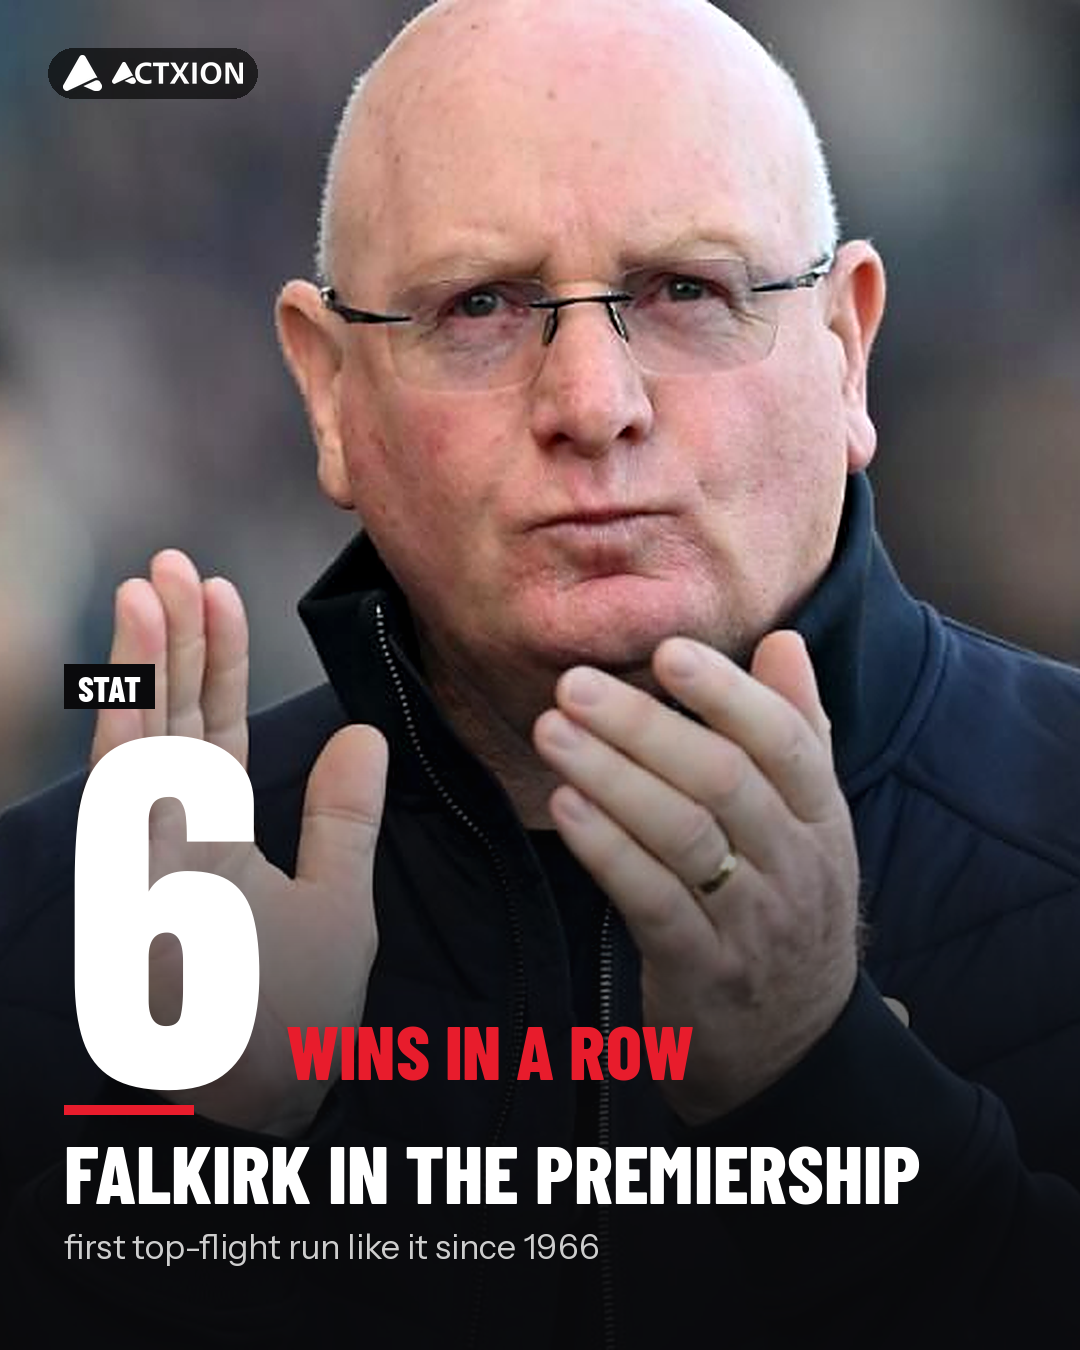 ACTXION
STAT
6
WINS IN A ROW
FALKIRK IN THE PREMIERSHIP
first top-flight run like it since 1966